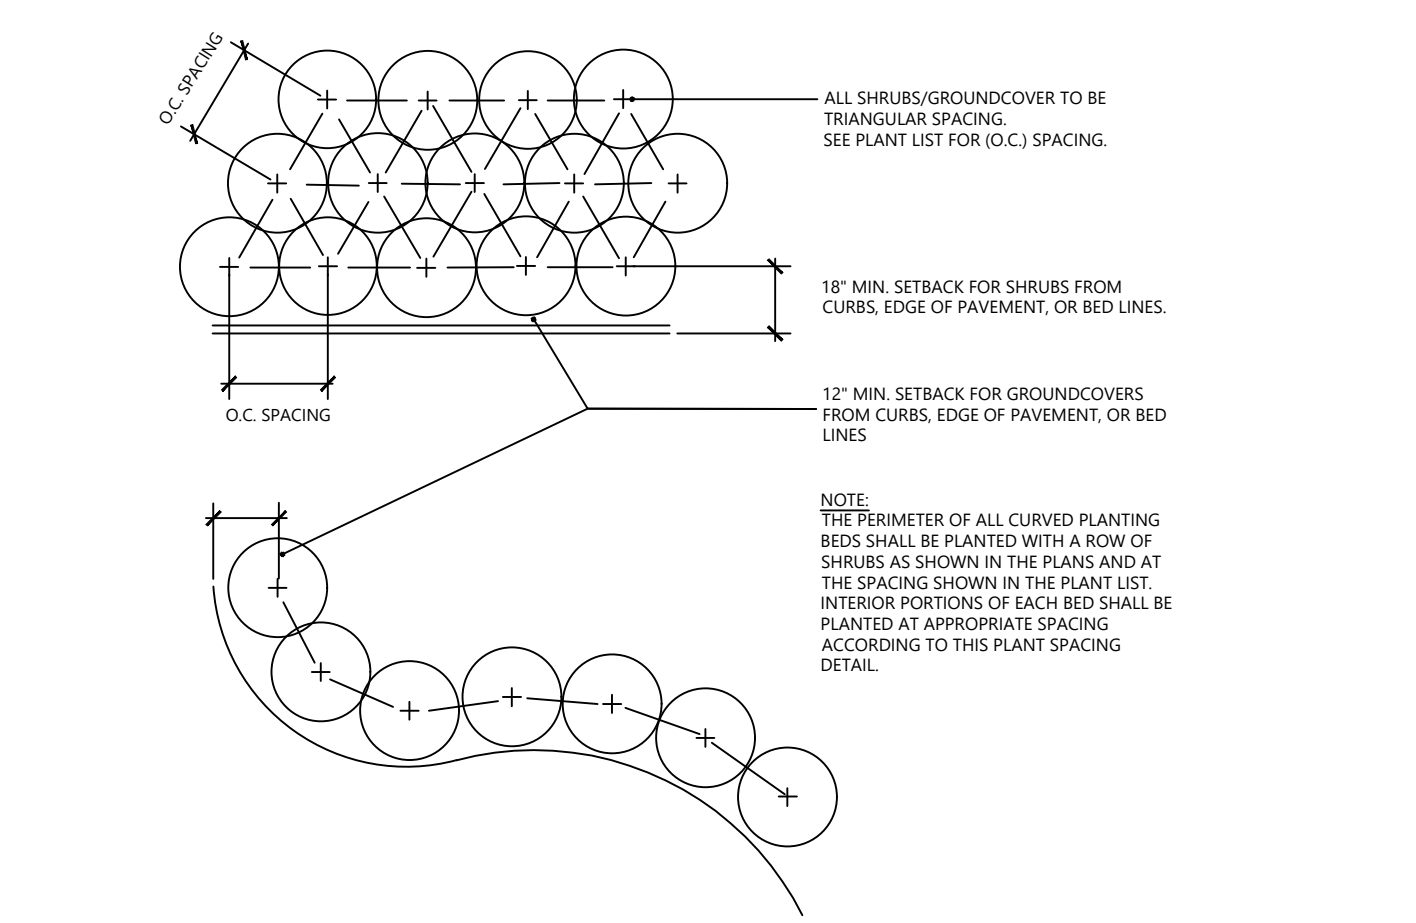 O.C. SPACING
ALL SHRUBS/GROUNDCOVER TO BE
TRIANGULAR SPACING.
SEE PLANT LIST FOR (O.C.) SPACING.
18" MIN. SETBACK FOR SHRUBS FROM
CURBS, EDGE OF PAVEMENT, OR BED LINES.
O.C. SPACING
12" MIN. SETBACK FOR GROUNDCOVERS
FROM CURBS, EDGE OF PAVEMENT, OR BED
LINES
NOTE:
THE PERIMETER OF ALL CURVED PLANTING
BEDS SHALL BE PLANTED WITH A ROW OF
SHRUBS AS SHOWN IN THE PLANS AND AT
THE SPACING SHOWN IN THE PLANT LIST.
INTERIOR PORTIONS OF EACH BED SHALL BE
PLANTED AT APPROPRIATE SPACING
ACCORDING TO THIS PLANT SPACING
DETAIL.